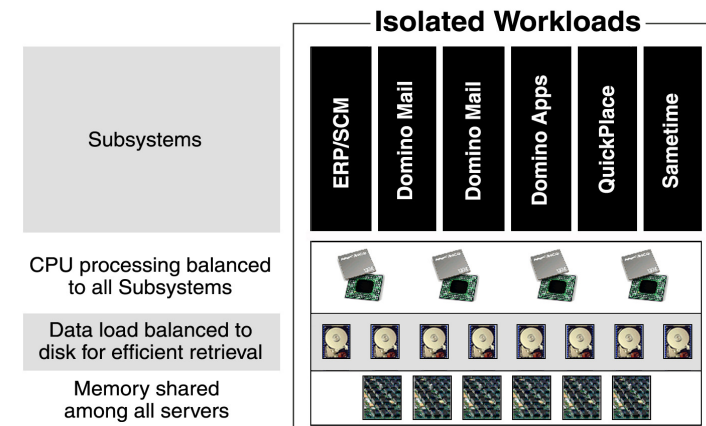 Isolated Workloads
Subsystems
ERP/SCM
Domino Mail
Domino Mail
Domino Apps
QuickPlace
Sametime
CPU processing balanced
to all Subsystems
Data load balanced to
disk for efficient retrieval
Memory shared
among all servers